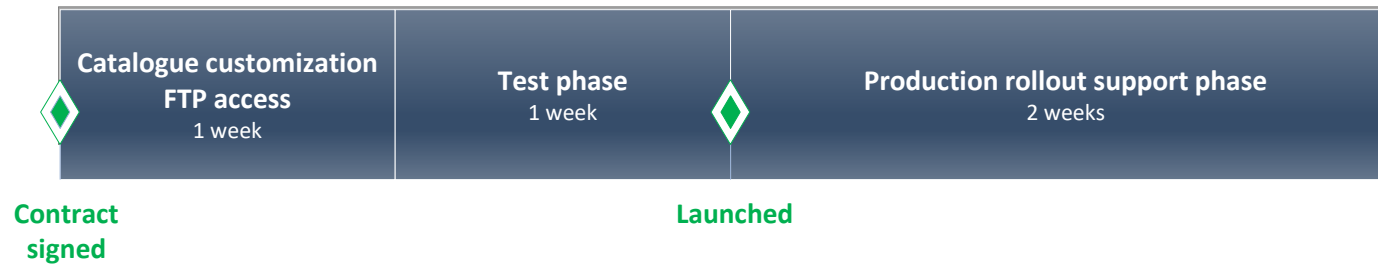 Catalogue customization
FTP access
1 week
Test phase
1 week
Production rollout support phase
2 weeks
Contract
signed
Launched